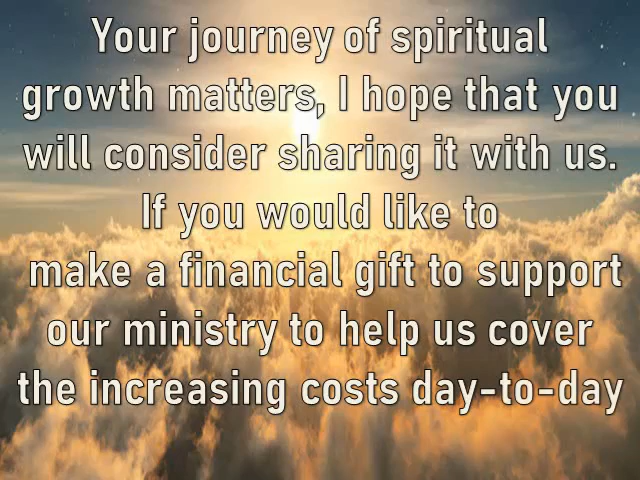 Your journey of spiritual
growth matters, I hope that you
will consider sharing it with us.
If you would like to
make a financial gift to support
our ministry to help us cover
the increasing costs day-to-day